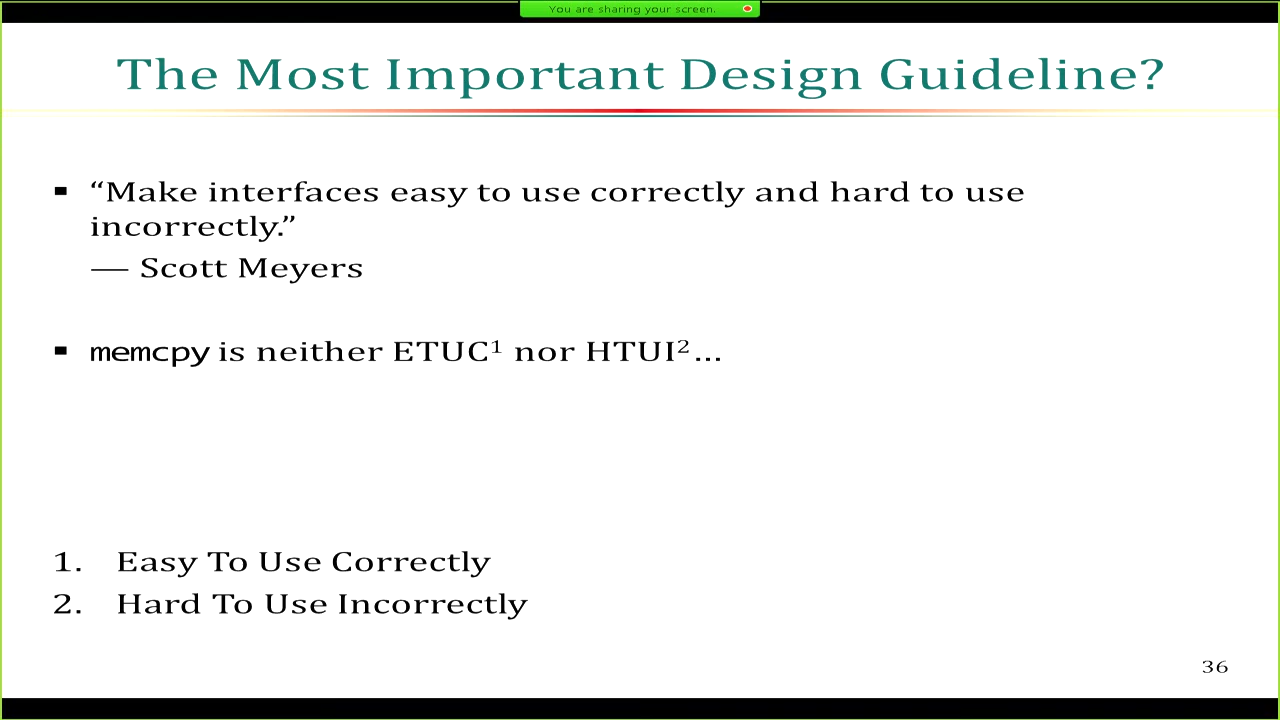 You are sharing your screen.
The Most Important Design Guideline?
▪ “Make interfaces easy to use correctly and hard to use
incorrectly.”
— Scott Meyers
▪ memcpy is neither ETUC¹ nor HTUI²…
1. Easy To Use Correctly
2. Hard To Use Incorrectly
36